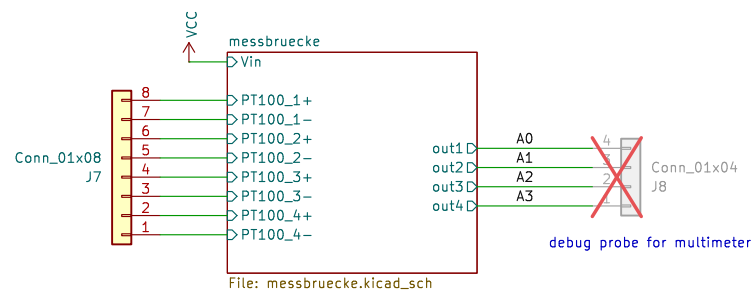 VCC
messbruecke
Vin
8 PT100_1+
7 PT100_1-
6 PT100_2+
Conn_01x08 5 PT100_2-
J7 4 PT100_3+
3 PT100_3-
2 PT100_4+
1 PT100_4-
out1 A0 4
out2 A1 3 Conn_01x04
out3 A2 2 J8
out4 A3 1
debug probe for multimeter
File: messbruecke.kicad_sch